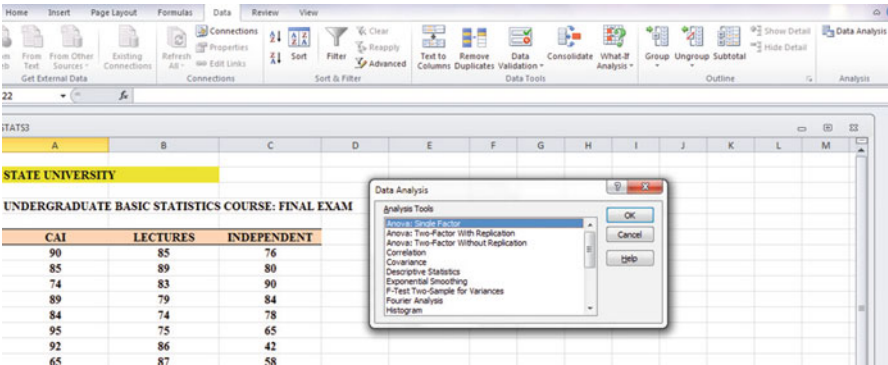 Home Insert Page Layout Formulas Data Review View
Connections
Properties
Edit Links
From Text
From Other Sources
Existing Connections
Refresh All
Sort
Filter
Clear
Reapply
Advanced
Text to Columns
Remove Duplicates
Data Validation
Consolidate
What-If Analysis
Group
Ungroup
Subtotal
Show Detail
Hide Detail
Data Analysis
Get External Data Connections Sort & Filter Data Tools Outline Analysis
22 fx
STATS3
A B C D E F G H I J K L M
STATE UNIVERSITY
UNDERGRADUATE BASIC STATISTICS COURSE: FINAL EXAM
CAI LECTURES INDEPENDENT
90 85 76
85 89 80
74 83 90
89 79 84
84 74 78
95 75 65
92 86 42
65 87 58
Data Analysis
Analysis Tools
Anova: Single Factor
Anova: Two-Factor With Replication
Anova: Two-Factor Without Replication
Correlation
Covariance
Descriptive Statistics
Exponential Smoothing
F-Test Two-Sample for Variances
Fourier Analysis
Histogram
OK
Cancel
Help